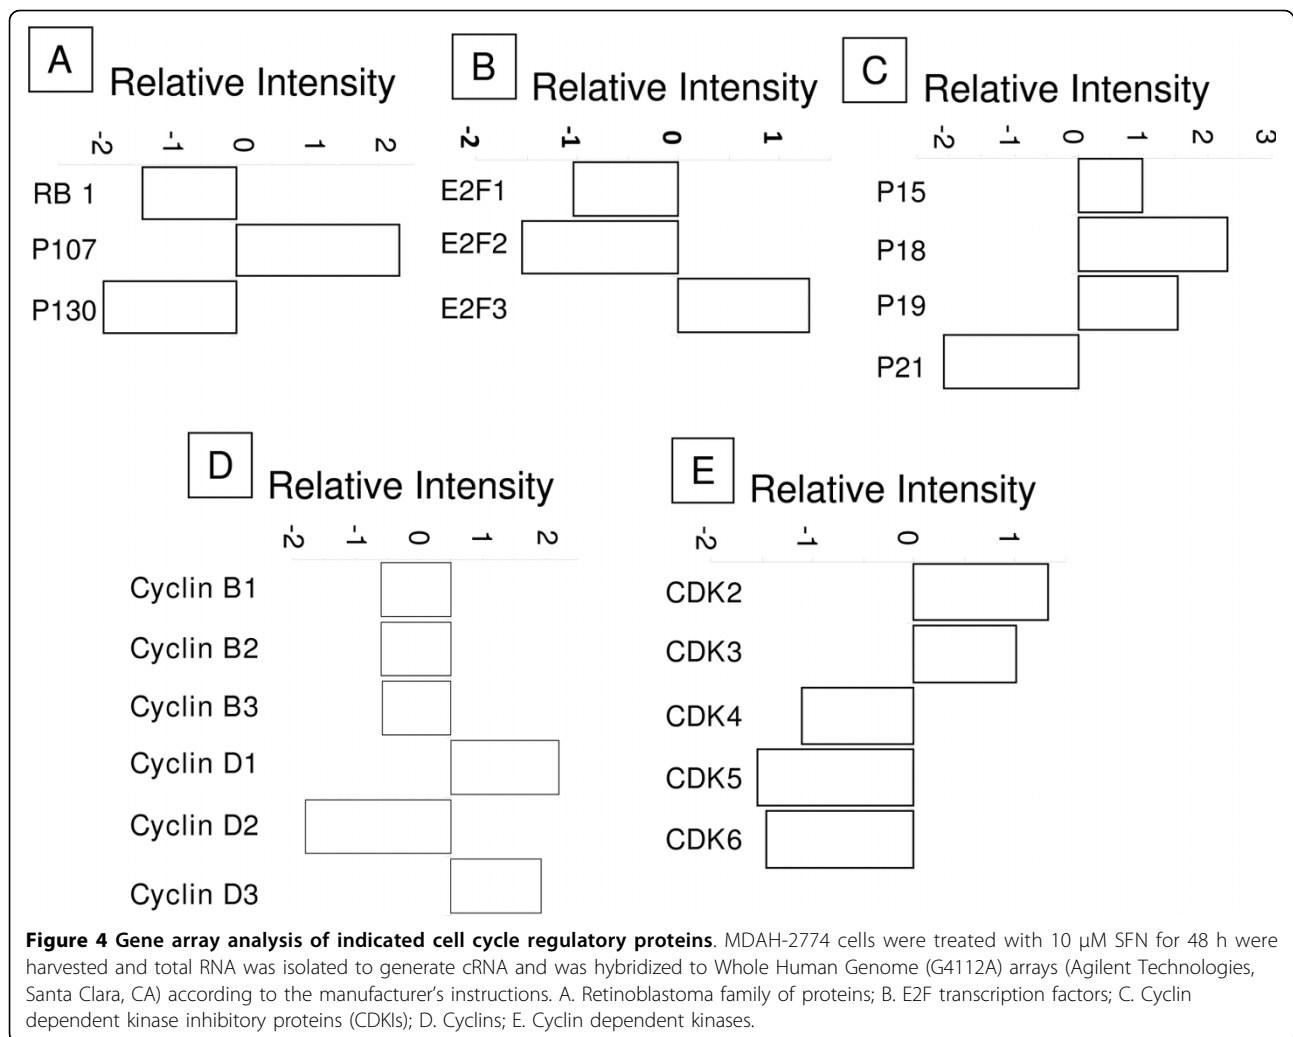 A
Relative Intensity
-2 -1 0 1 2
RB 1
P107
P130
B
Relative Intensity
-2 -1 0 1
E2F1
E2F2
E2F3
C
Relative Intensity
-2 -1 0 1 2 3
P15
P18
P19
P21
D
Relative Intensity
-2 -1 0 1 2
Cyclin B1
Cyclin B2
Cyclin B3
Cyclin D1
Cyclin D2
Cyclin D3
E
Relative Intensity
-2 -1 0 1
CDK2
CDK3
CDK4
CDK5
CDK6
Figure 4 Gene array analysis of indicated cell cycle regulatory proteins. MDAH-2774 cells were treated with 10 μM SFN for 48 h were
harvested and total RNA was isolated to generate cRNA and was hybridized to Whole Human Genome (G4112A) arrays (Agilent Technologies,
Santa Clara, CA) according to the manufacturer's instructions. A. Retinoblastoma family of proteins; B. E2F transcription factors; C. Cyclin
dependent kinase inhibitory proteins (CDKIs); D. Cyclins; E. Cyclin dependent kinases.